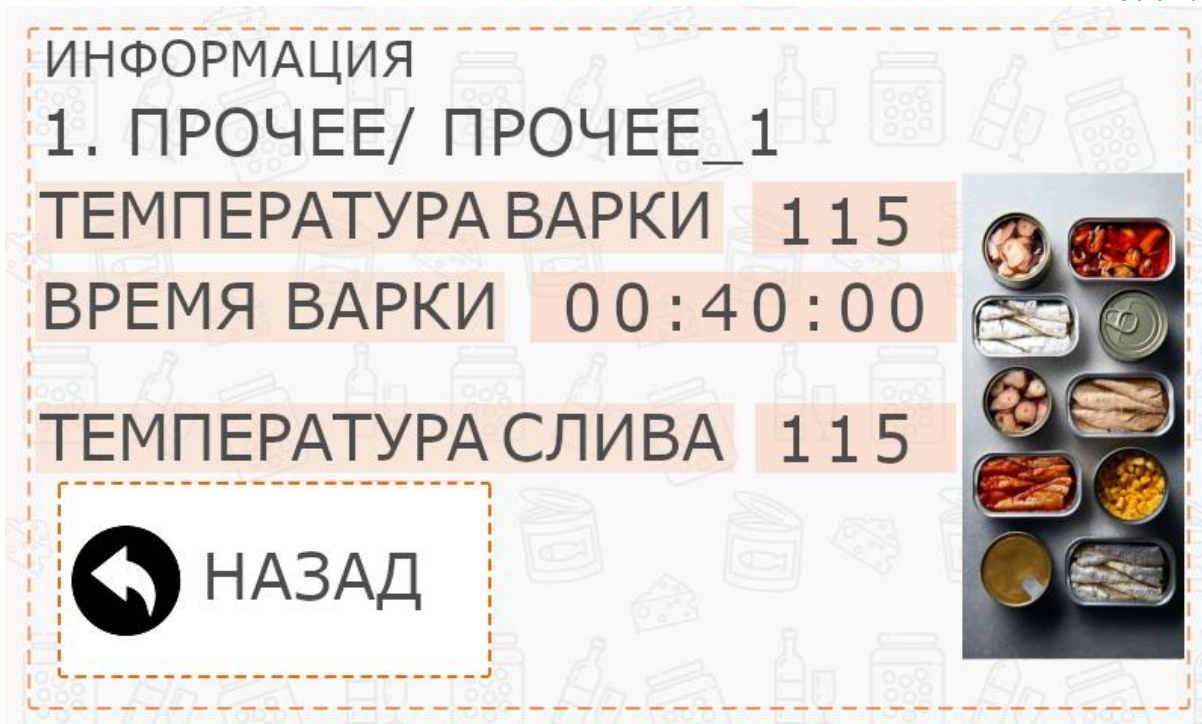 ИНФОРМАЦИЯ
1. ПРОЧЕЕ/ ПРОЧЕЕ_1
ТЕМПЕРАТУРА ВАРКИ 115
ВРЕМЯ ВАРКИ 00:40:00
ТЕМПЕРАТУРА СЛИВА 115
НАЗАД